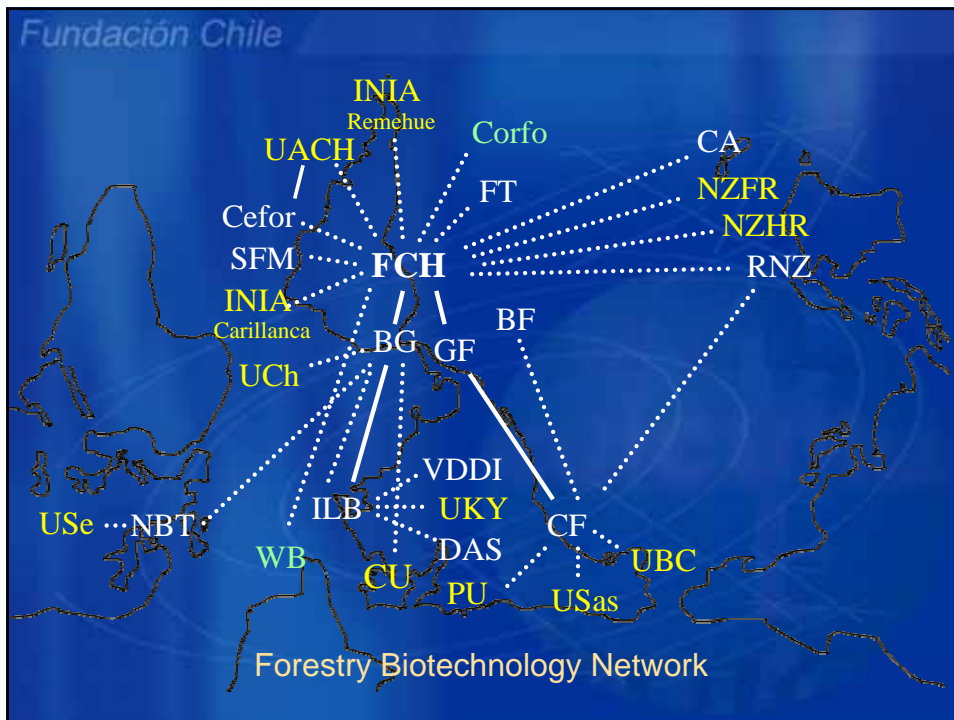 Fundación Chile
INIA
Remehue
Corfo
UACH
CA
FT
NZFR
Cefor
NZHR
SFM
FCH
RNZ
INIA
Carillanca
BF
BG
GF
UCh
VDDI
ILB
UKY
USe
NBT
CF
DAS
WB
UBC
CU
PU
USas
Forestry Biotechnology Network